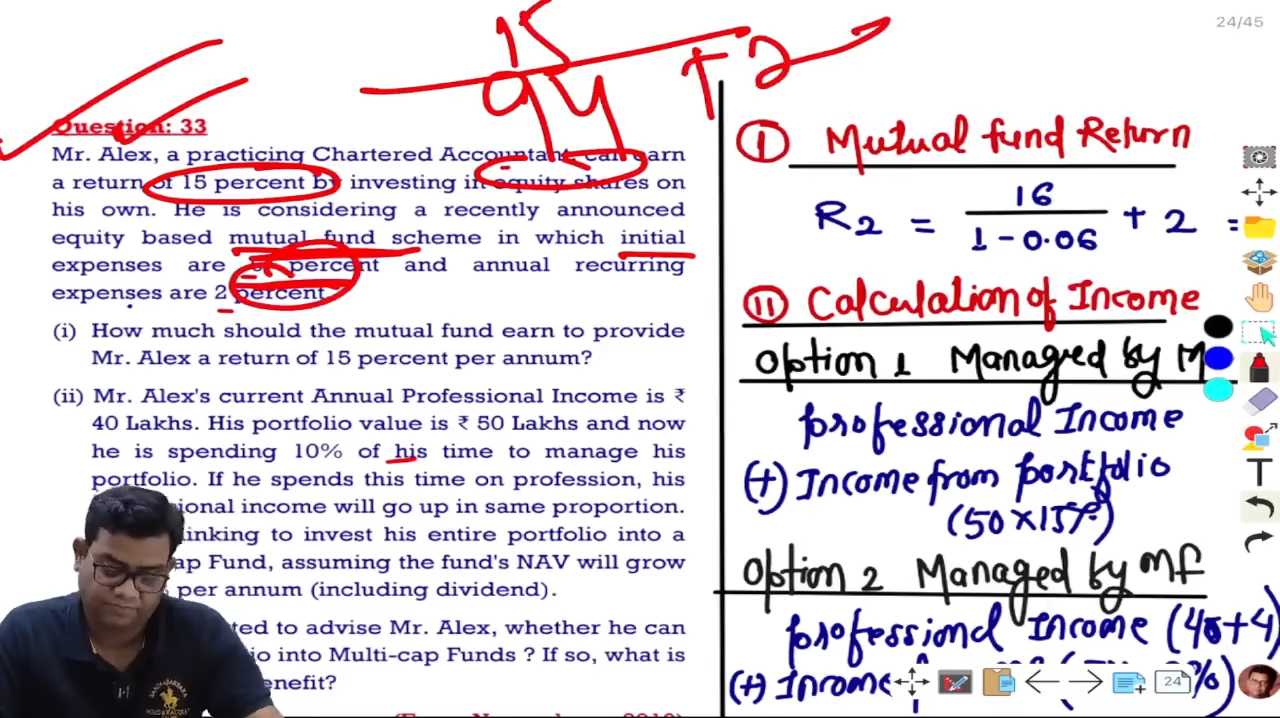 24/45
15
94 + 2
Question: 33
Mr. Alex, a practicing Chartered Accountant, can earn
a return of 15 percent by investing in equity shares on
his own. He is considering a recently announced
equity based mutual fund scheme in which initial
expenses are percent and annual recurring
expenses are 2 percent.
(i) How much should the mutual fund earn to provide
Mr. Alex a return of 15 percent per annum?
(ii) Mr. Alex's current Annual Professional Income is ₹
40 Lakhs. His portfolio value is ₹ 50 Lakhs and now
he is spending 10% of his time to manage his
portfolio. If he spends this time on profession, his
ional income will go up in same proportion.
inking to invest his entire portfolio into a
ap Fund, assuming the fund's NAV will grow
per annum (including dividend).
ted to advise Mr. Alex, whether he can
io into Multi-cap Funds ? If so, what is
enefit?
I Mutual fund Return
R2 = 16 / 1-0.06 + 2 =
II Calculation of Income
Option 1 Managed by M
professional Income
(+) Income from portfolio
(50 x 15%)
Option 2 Managed by MF
professional Income (40+4)
(+) Income
%)
24